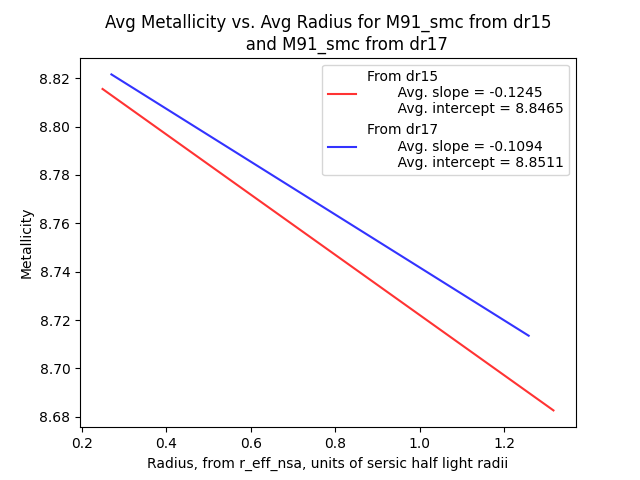 Avg Metallicity vs. Avg Radius for M91_smc from dr15
and M91_smc from dr17
From dr15
Avg. slope = -0.1245
Avg. intercept = 8.8465
From dr17
Avg. slope = -0.1094
Avg. intercept = 8.8511
Metallicity
8.82
8.80
8.78
8.76
8.74
8.72
8.70
8.68
0.2 0.4 0.6 0.8 1.0 1.2
Radius, from r_eff_nsa, units of sersic half light radii